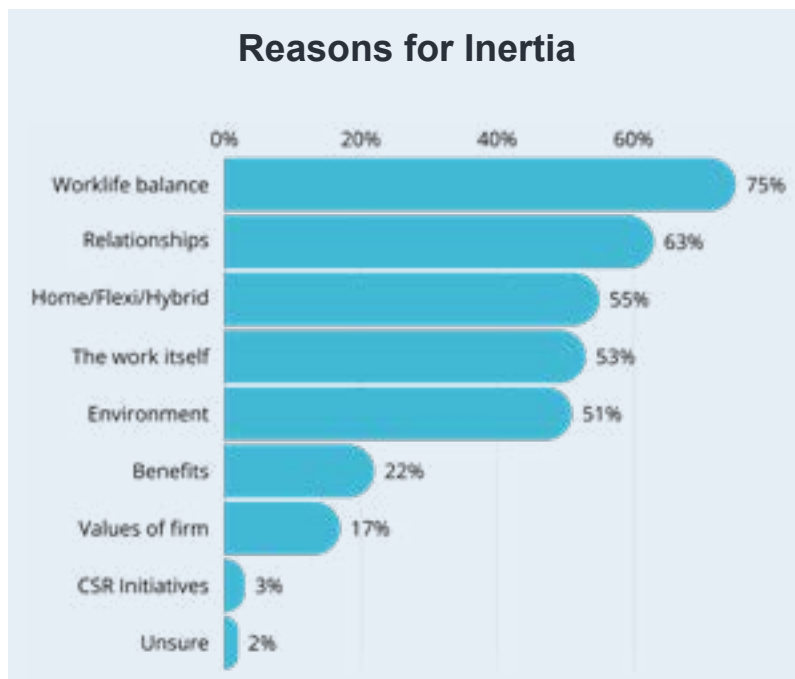 Reasons for Inertia
0% 20% 40% 60%
Worklife balance 75%
Relationships 63%
Home/Flexi/Hybrid 55%
The work itself 53%
Environment 51%
Benefits 22%
Values of firm 17%
CSR Initiatives 3%
Unsure 2%